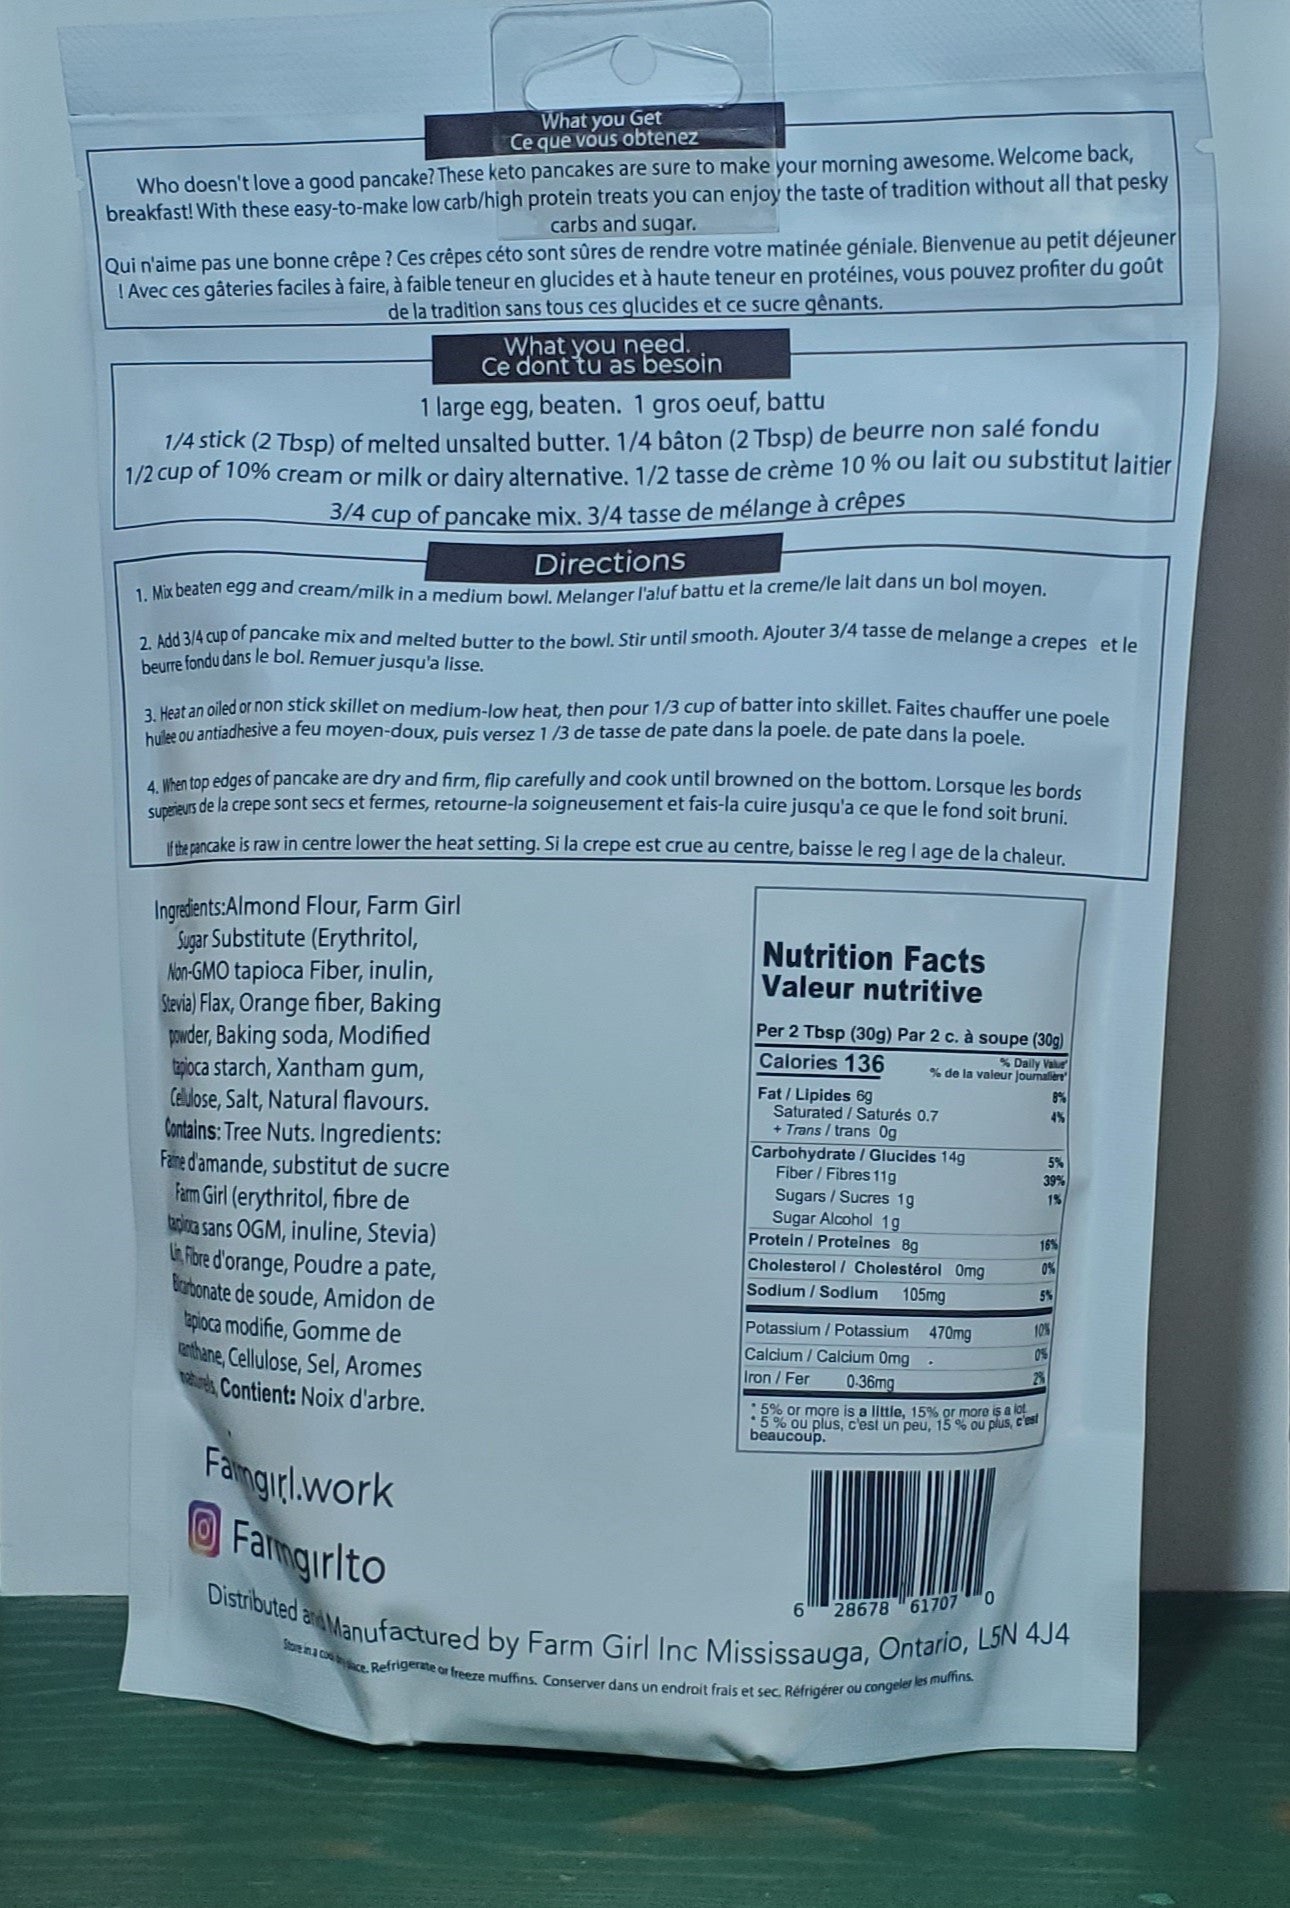 What you Get
Ce que vous obtenez
Who doesn't love a good pancake? These keto pancakes are sure to make your morning awesome. Welcome back,
breakfast! With these easy-to-make low carb/high protein treats you can enjoy the taste of tradition without all that pesky
carbs and sugar.
Qui n'aime pas une bonne crêpe ? Ces crêpes céto sont sûres de rendre votre matinée géniale. Bienvenue au petit déjeuner
! Avec ces gâteries faciles à faire, à faible teneur en glucides et à haute teneur en protéines, vous pouvez profiter du goût
de la tradition sans tous ces glucides et ce sucre gênants.
What you need.
Ce dont tu as besoin
1 large egg, beaten. 1 gros oeuf, battu
1/4 stick (2 Tbsp) of melted unsalted butter. 1/4 bâton (2 Tbsp) de beurre non salé fondu
1/2 cup of 10% cream or milk or dairy alternative. 1/2 tasse de crème 10 % ou lait ou substitut laitier
3/4 cup of pancake mix. 3/4 tasse de mélange à crêpes
Directions
1. Mix beaten egg and cream/milk in a medium bowl. Melanger l'aluf battu et la creme/le lait dans un bol moyen.
2. Add 3/4 cup of pancake mix and melted butter to the bowl. Stir until smooth. Ajouter 3/4 tasse de melange a crepes et le
beurre fondu dans le bol. Remuer jusqu'a lisse.
3. Heat an oiled or non stick skillet on medium-low heat, then pour 1/3 cup of batter into skillet. Faites chauffer une poele
hullee ou antiadhesive a feu moyen-doux, puis versez 1 /3 de tasse de pate dans la poele. de pate dans la poele.
4. When top edges of pancake are dry and firm, flip carefully and cook until browned on the bottom. Lorsque les bords
superieurs de la crepe sont secs et fermes, retourne-la soigneusement et fais-la cuire jusqu'a ce que le fond soit bruni.
If the pancake is raw in centre lower the heat setting. Si la crepe est crue au centre, baisse le reg l age de la chaleur.
Ingredients:Almond Flour, Farm Girl
Sugar Substitute (Erythritol,
Non-GMO tapioca Fiber, inulin,
Stevia) Flax, Orange fiber, Baking
powder, Baking soda, Modified
tapioca starch, Xantham gum,
Cellulose, Salt, Natural flavours.
Contains: Tree Nuts. Ingredients:
Farine d'amande, substitut de sucre
Farm Girl (erythritol, fibre de
tapioca sans OGM, inuline, Stevia)
Lin, Fibre d'orange, Poudre a pate,
Bicarbonate de soude, Amidon de
tapioca modifie, Gomme de
xanthane, Cellulose, Sel, Aromes
naturels, Contient: Noix d'arbre.
Nutrition Facts
Valeur nutritive
Per 2 Tbsp (30g) Par 2 c. à soupe (30g)
Calories 136 % Daily Value*
% de la valeur journalière*
Fat / Lipides 6g 8%
Saturated / Saturés 0.7 4%
+ Trans / trans 0g
Carbohydrate / Glucides 14g 5%
Fiber / Fibres 11g 39%
Sugars / Sucres 1g 1%
Sugar Alcohol 1g
Protein / Proteines 8g 16%
Cholesterol / Cholestérol 0mg 0%
Sodium / Sodium 105mg 5%
Potassium / Potassium 470mg 10%
Calcium / Calcium 0mg 0%
Iron / Fer 0.36mg 2%
* 5% or more is a little, 15% or more is a lot
* 5 % ou plus, c'est un peu, 15 % ou plus, c'est
beaucoup.
Farmgirl.work
Farmgirlto
6 28678 61707 0
Distributed and Manufactured by Farm Girl Inc Mississauga, Ontario, L5N 4J4
Store in a cool dry place. Refrigerate or freeze muffins. Conserver dans un endroit frais et sec. Réfrigérer ou congeler les muffins.